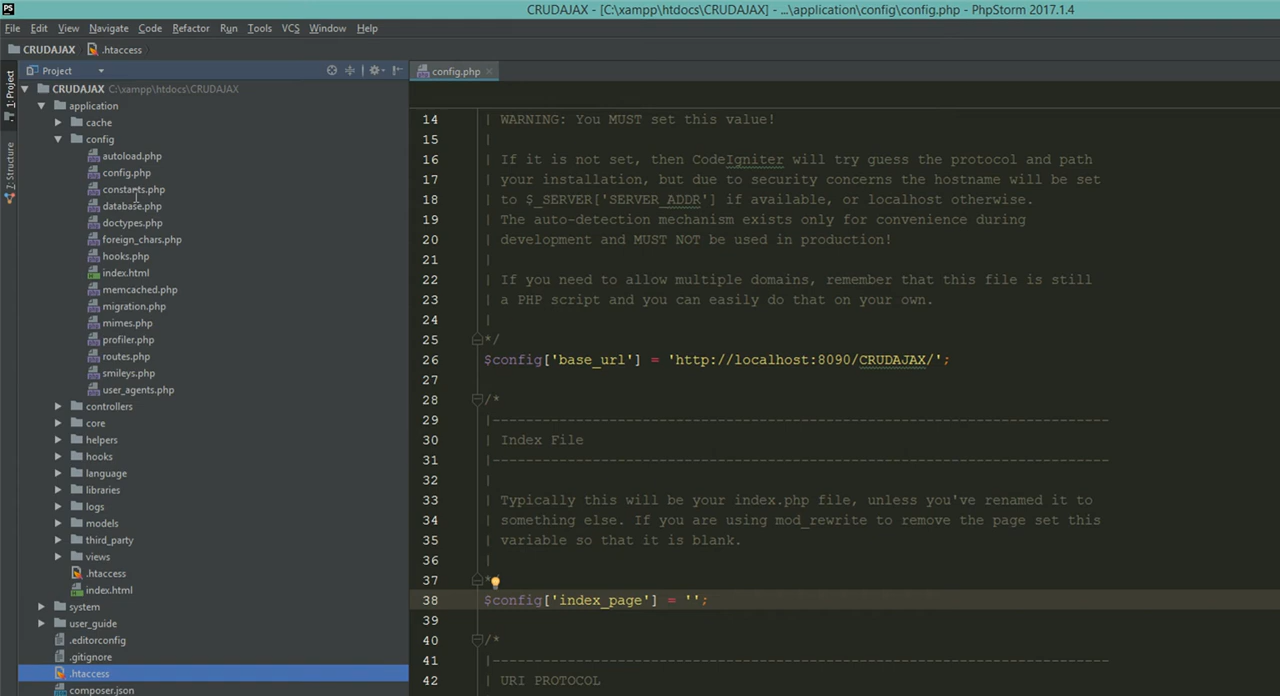 PS
CRUDAJAX - [C:\xampp\htdocs\CRUDAJAX] - ...\application\config\config.php - PhpStorm 2017.1.4
File Edit View Navigate Code Refactor Run Tools VCS Window Help
CRUDAJAX .htaccess
1: Project
7: Structure
Project
CRUDAJAX C:\xampp\htdocs\CRUDAJAX
application
cache
config
autoload.php
config.php
constants.php
database.php
doctypes.php
foreign_chars.php
hooks.php
index.html
memcached.php
migration.php
mimes.php
profiler.php
routes.php
smileys.php
user_agents.php
controllers
core
helpers
hooks
language
libraries
logs
models
third_party
views
.htaccess
index.html
system
user_guide
.editorconfig
.gitignore
.htaccess
composer.json
config.php
14 | WARNING: You MUST set this value!
15 |
16 | If it is not set, then CodeIgniter will try guess the protocol and path
17 | your installation, but due to security concerns the hostname will be set
18 | to $_SERVER['SERVER_ADDR'] if available, or localhost otherwise.
19 | The auto-detection mechanism exists only for convenience during
20 | development and MUST NOT be used in production!
21 |
22 | If you need to allow multiple domains, remember that this file is still
23 | a PHP script and you can easily do that on your own.
24 |
25 */
26 $config['base_url'] = 'http://localhost:8090/CRUDAJAX/';
27
28 /*
29 |--------------------------------------------------------------------------
30 | Index File
31 |--------------------------------------------------------------------------
32 |
33 | Typically this will be your index.php file, unless you've renamed it to
34 | something else. If you are using mod_rewrite to remove the page set this
35 | variable so that it is blank.
36 |
37 *
38 $config['index_page'] = '';
39
40 /*
41 |--------------------------------------------------------------------------
42 | URI PROTOCOL